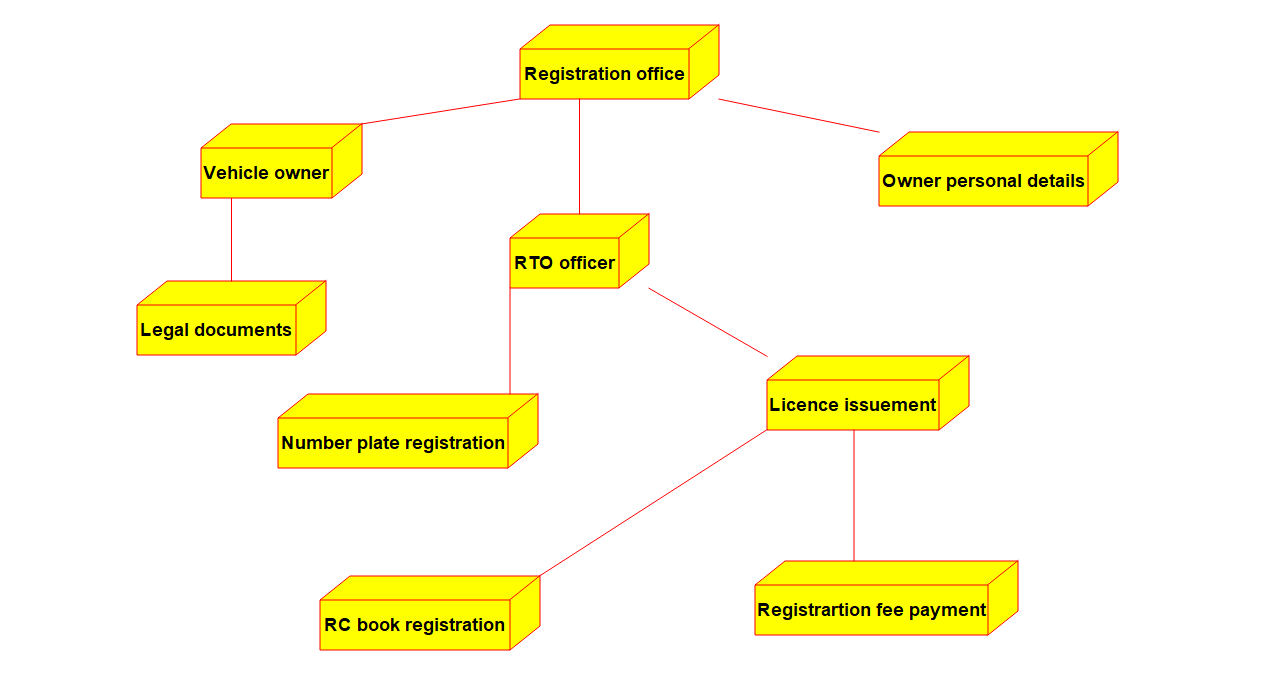 Registration office
Vehicle owner
Owner personal details
RTO officer
Legal documents
Licence issuement
Number plate registration
RC book registration
Registrartion fee payment